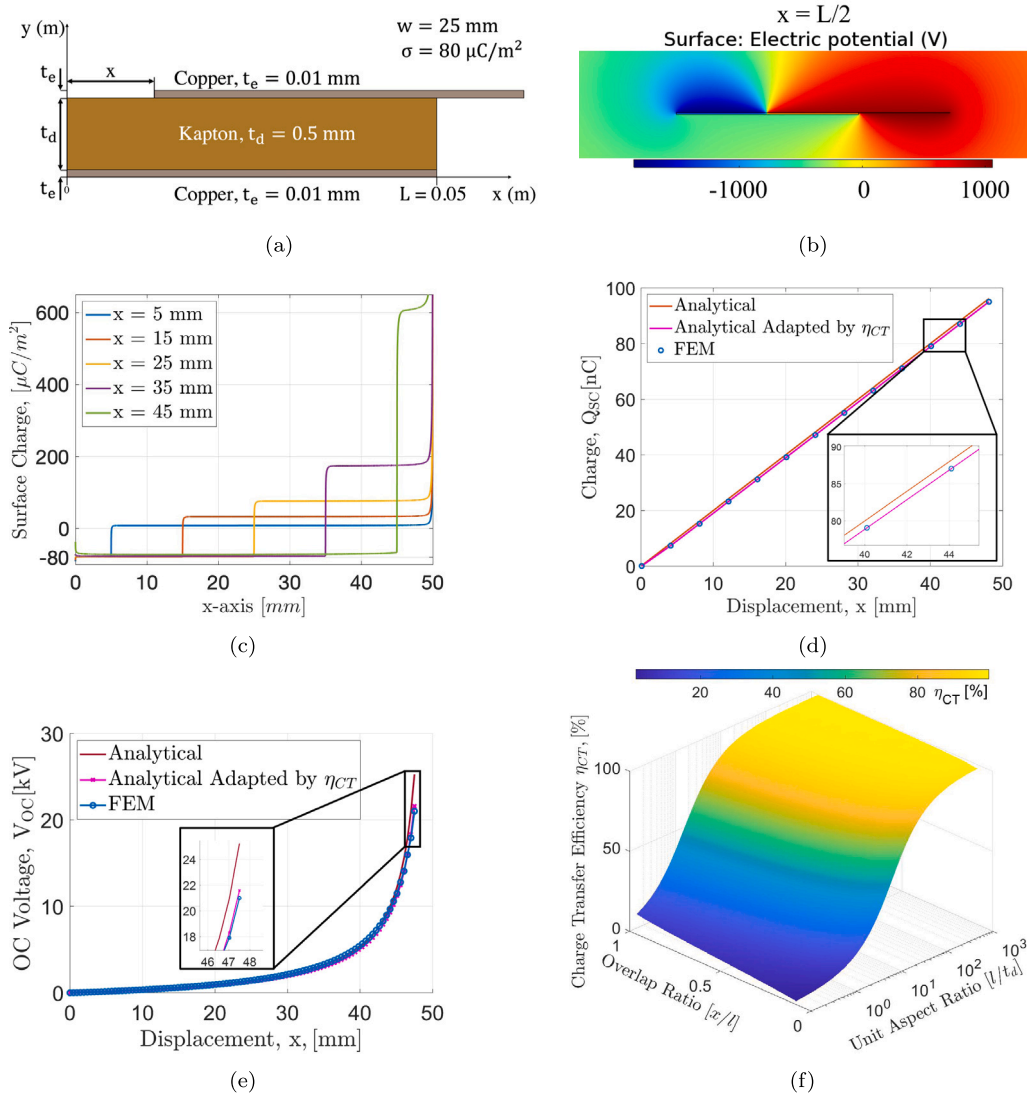 y (m)
w = 25 mm
σ = 80 μC/m²
tₑ
x
Copper, tₑ = 0.01 mm
t_d
Kapton, t_d = 0.5 mm
tₑ
0
Copper, tₑ = 0.01 mm
L = 0.05
x (m)
(a)
x = L/2
Surface: Electric potential (V)
-1000
0
1000
(b)
Surface Charge, [μC/m²]
600
400
200
0
-80
x = 5 mm
x = 15 mm
x = 25 mm
x = 35 mm
x = 45 mm
0 10 20 30 40 50
x-axis [mm]
(c)
Charge, Q_SC[nC]
100
80
60
40
20
0
Analytical
Analytical Adapted by η_CT
FEM
90
85
80
40 42 44
0 10 20 30 40 50
Displacement, x [mm]
(d)
OC Voltage, V_OC[kV]
30
20
10
0
Analytical
Analytical Adapted by η_CT
FEM
24
22
20
18
46 47 48
0 10 20 30 40 50
Displacement, x, [mm]
(e)
20 40 60 80 η_CT [%]
Charge Transfer Efficiency η_CT, [%]
100
50
0
1
0.5
0
Overlap Ratio [x/l]
10⁰
10¹
10²
10³
Unit Aspect Ratio [l/t_d]
(f)